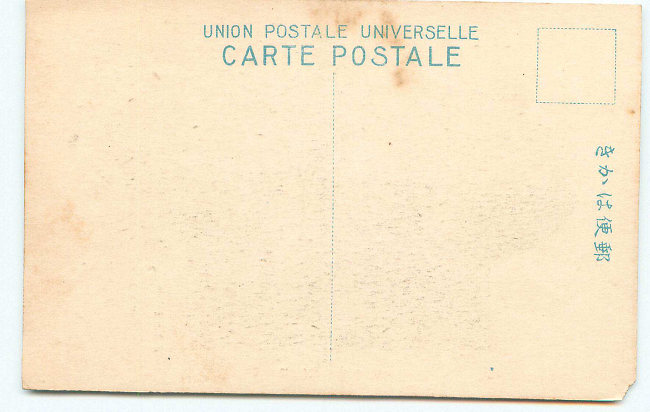 UNION POSTALE UNIVERSELLE
CARTE POSTALE
郵便はかき